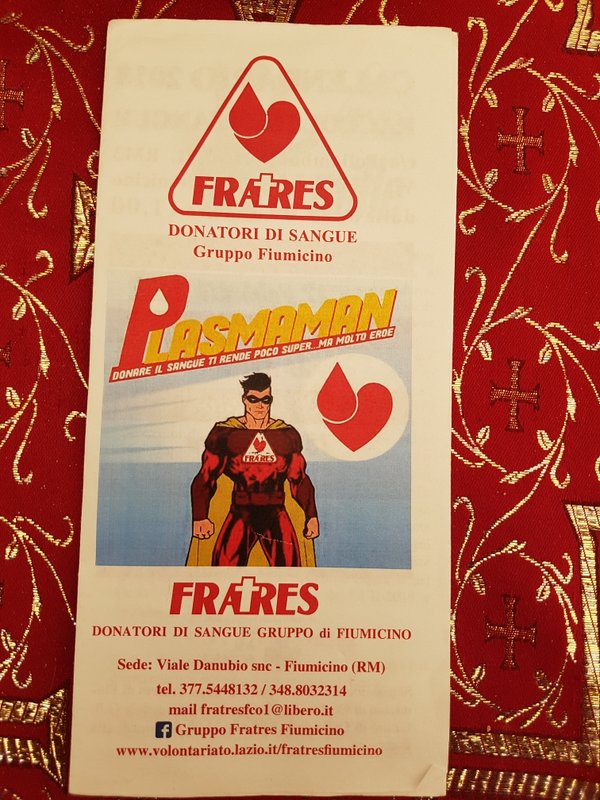 FRATRES
DONATORI DI SANGUE
Gruppo Fiumicino
PLASMAMAN
DONARE IL SANGUE TI RENDE POCO SUPER...MA MOLTO EROE
FRATRES
FRATRES
DONATORI DI SANGUE GRUPPO di FIUMICINO
Sede: Viale Danubio snc - Fiumicino (RM)
tel. 377.5448132 / 348.8032314
mail fratresfco1@libero.it
Gruppo Fratres Fiumicino
www.volontariato.lazio.it/fratresfiumicino